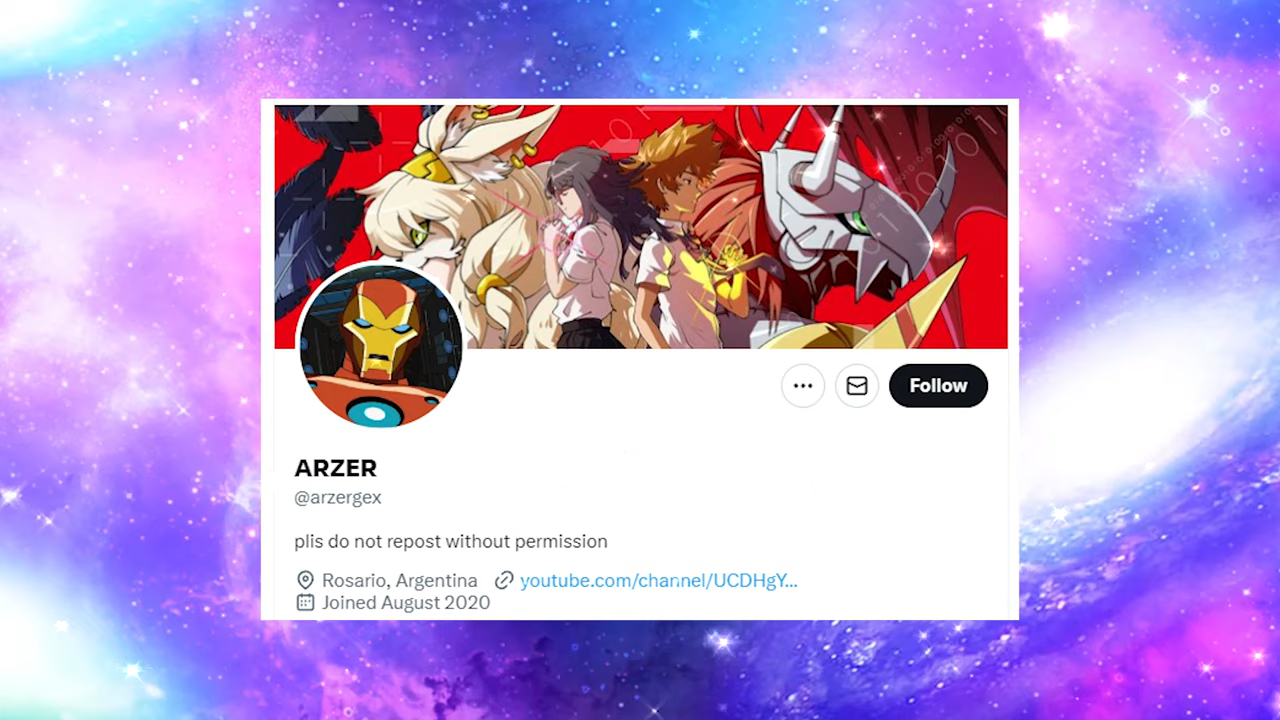 Follow
ARZER
@arzergex
plis do not repost without permission
Rosario, Argentina youtube.com/channel/UCDHgY...
Joined August 2020